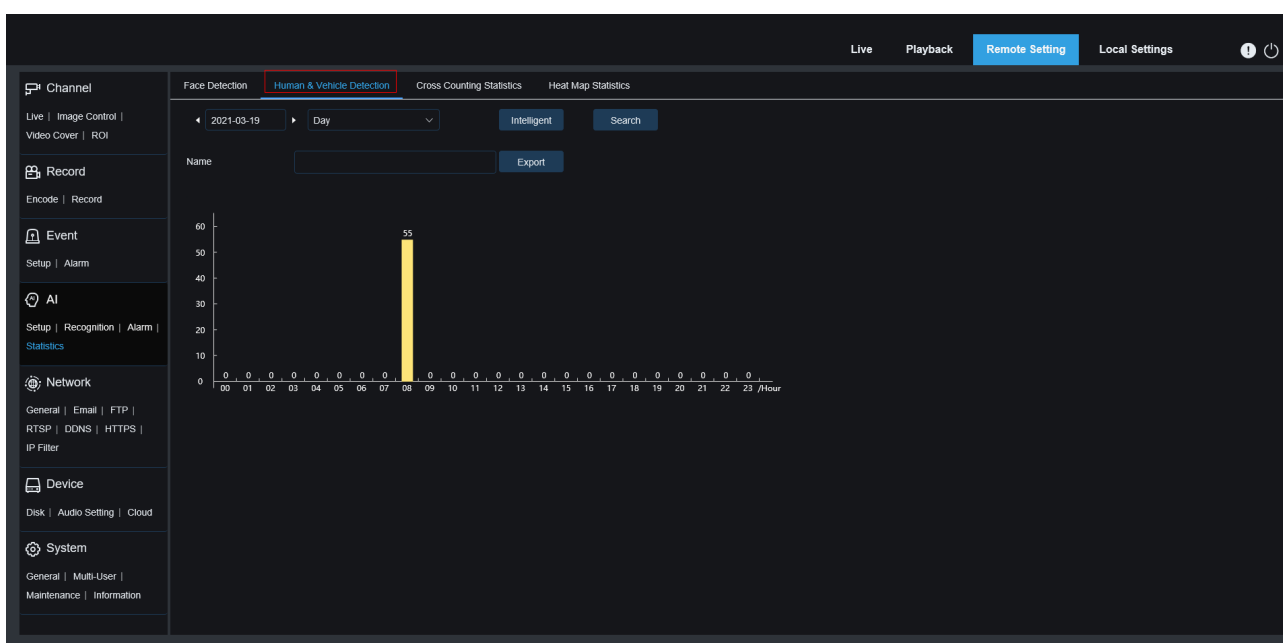 Live Playback Remote Setting Local Settings
Channel
Live | Image Control |
Video Cover | ROI
Record
Encode | Record
Event
Setup | Alarm
AI
Setup | Recognition | Alarm |
Statistics
Network
General | Email | FTP |
RTSP | DDNS | HTTPS |
IP Filter
Device
Disk | Audio Setting | Cloud
System
General | Multi-User |
Maintenance | Information
Face Detection Human & Vehicle Detection Cross Counting Statistics Heat Map Statistics
2021-03-19 Day Intelligent Search
Name Export
60
55
50
40
30
20
10
0 0 0 0 0 0 0 0 0 0 0 0 0 0 0 0 0 0 0 0 0 0 0
0
00 01 02 03 04 05 06 07 08 09 10 11 12 13 14 15 16 17 18 19 20 21 22 23 /Hour